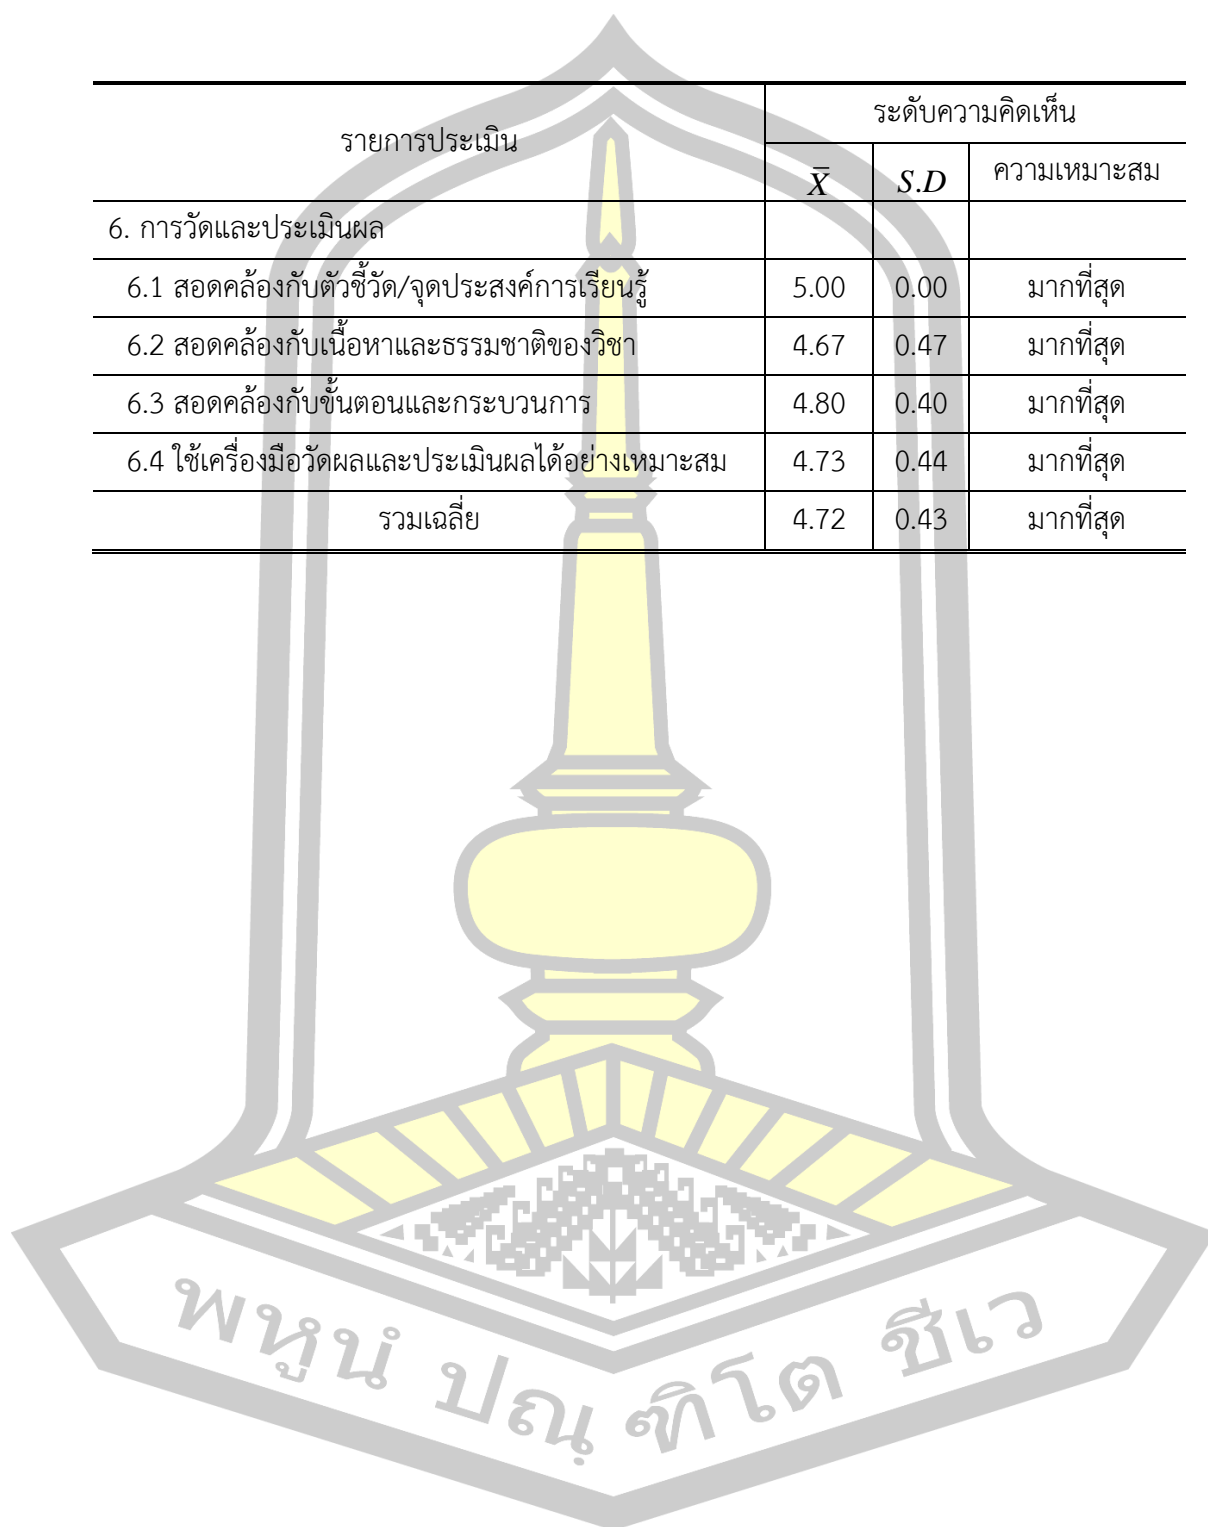 รายการประเมิน ระดับความคิดเห็น
X̄ S.D ความเหมาะสม
6. การวัดและประเมินผล
6.1 สอดคล้องกับตัวชี้วัด/จุดประสงค์การเรียนรู้ 5.00 0.00 มากที่สุด
6.2 สอดคล้องกับเนื้อหาและธรรมชาติของวิชา 4.67 0.47 มากที่สุด
6.3 สอดคล้องกับขั้นตอนและกระบวนการ 4.80 0.40 มากที่สุด
6.4 ใช้เครื่องมือวัดผลและประเมินผลได้อย่างเหมาะสม 4.73 0.44 มากที่สุด
รวมเฉลี่ย 4.72 0.43 มากที่สุด
พหูนํ ปณฺฑิโต ชีเว